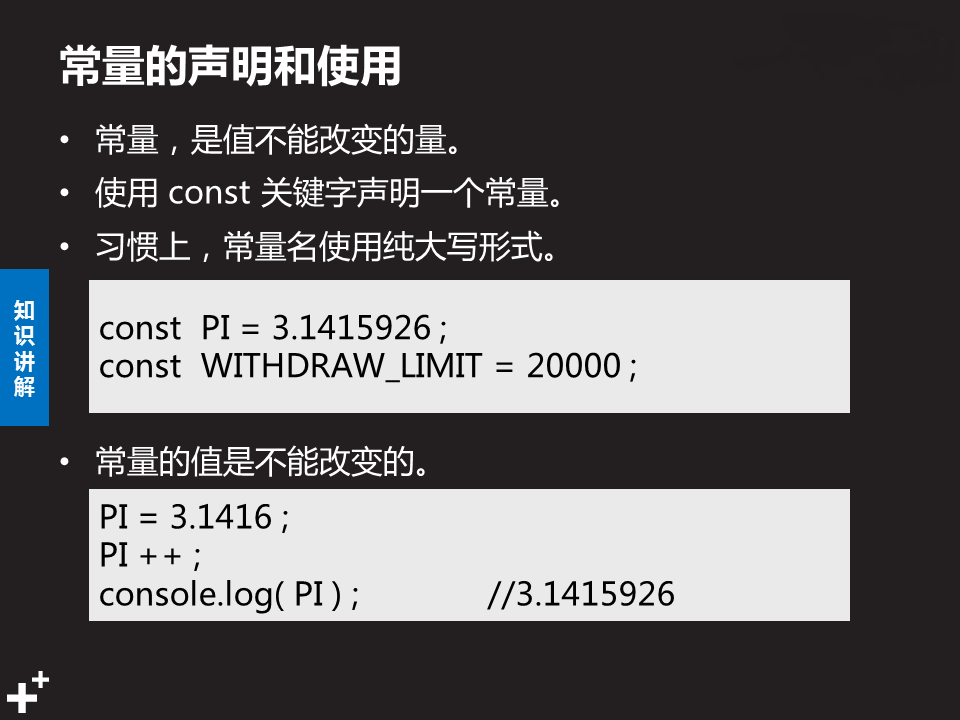 常量的声明和使用
• 常量，是值不能改变的量。
• 使用 const 关键字声明一个常量。
• 习惯上，常量名使用纯大写形式。
知识讲解
const  PI = 3.1415926 ;
const  WITHDRAW_LIMIT = 20000 ;
• 常量的值是不能改变的。
PI = 3.1416 ;
PI ++ ;
console.log( PI ) ;             //3.1415926